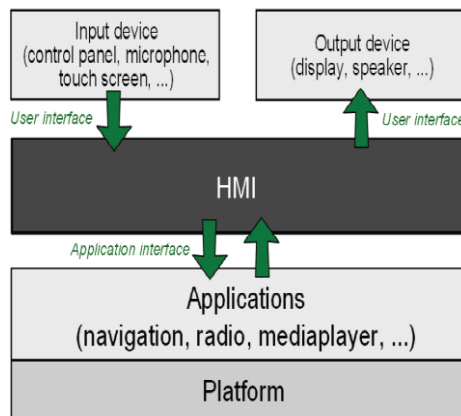 Input device
(control panel, microphone,
touch screen, ...)
Output device
(display, speaker, ...)
User interface
User interface
HMI
Application interface
Applications
(navigation, radio, mediaplayer, ...)
Platform